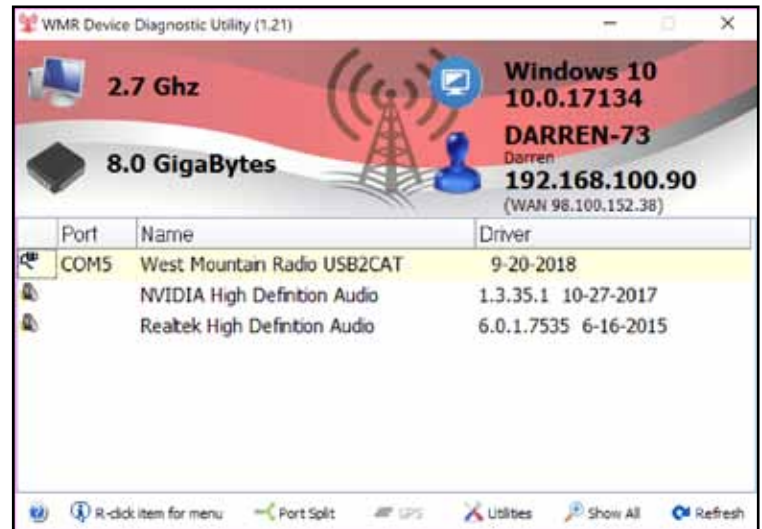 WMR Device Diagnostic Utility (1.21)
2.7 Ghz
Windows 10
10.0.17134
8.0 GigaBytes
DARREN-73
Darren
192.168.100.90
(WAN 98.100.152.38)
Port Name Driver
COM5 West Mountain Radio USB2CAT 9-20-2018
NVIDIA High Defintion Audio 1.3.35.1 10-27-2017
Realtek High Defintion Audio 6.0.1.7535 6-16-2015
R-click item for menu Port Split GPS Utilities Show All Refresh